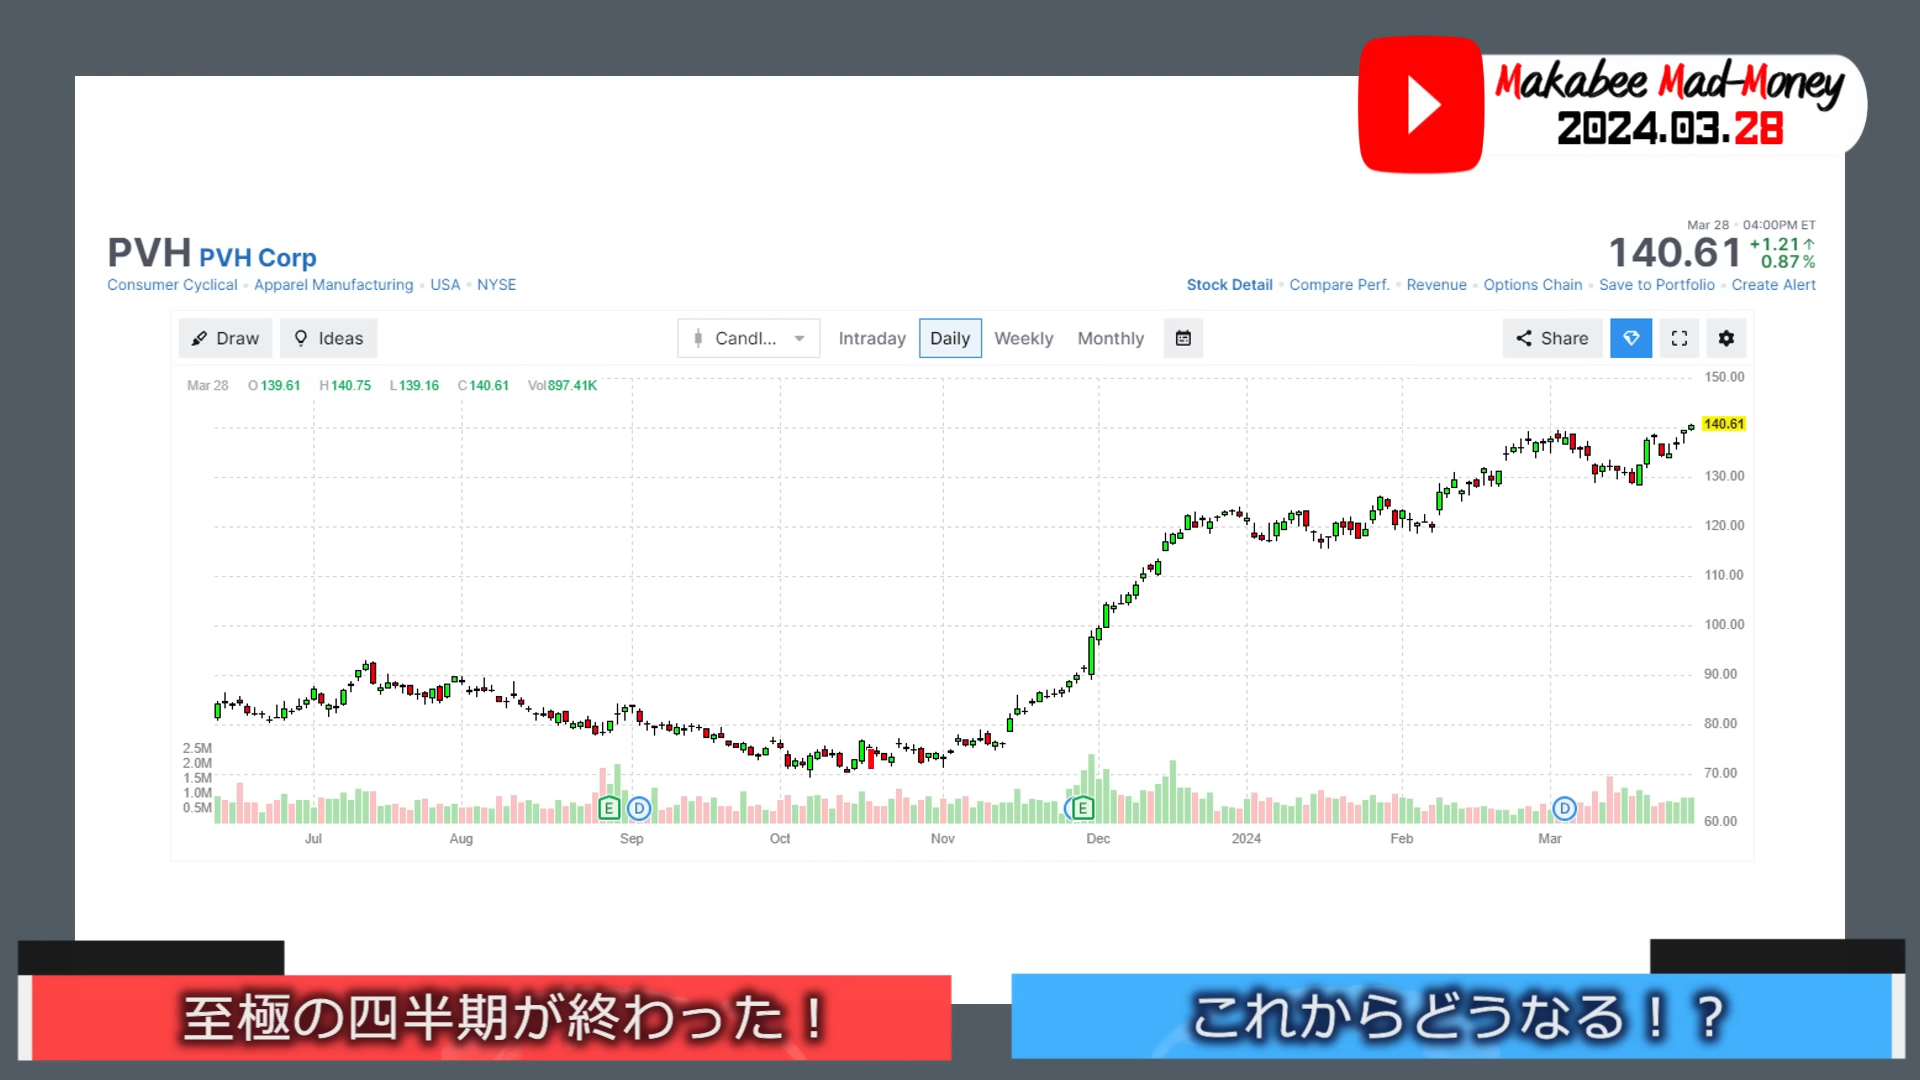 Makabee Mad-Money
2024.03.28
Mar 28 • 04:00PM ET
PVH PVH Corp
140.61 +1.21↑ 0.87%
Consumer Cyclical • Apparel Manufacturing • USA • NYSE
Stock Detail • Compare Perf. • Revenue • Options Chain • Save to Portfolio • Create Alert
Draw Ideas Candl... Intraday Daily Weekly Monthly Share
Mar 28 O 139.61 H 140.75 L 139.16 C 140.61 Vol 897.41K
150.00
140.61
130.00
120.00
110.00
100.00
90.00
80.00
70.00
60.00
2.5M
2.0M
1.5M
1.0M
0.5M
E D E D
Jul Aug Sep Oct Nov Dec 2024 Feb Mar
至極の四半期が終わった！
これからどうなる！？